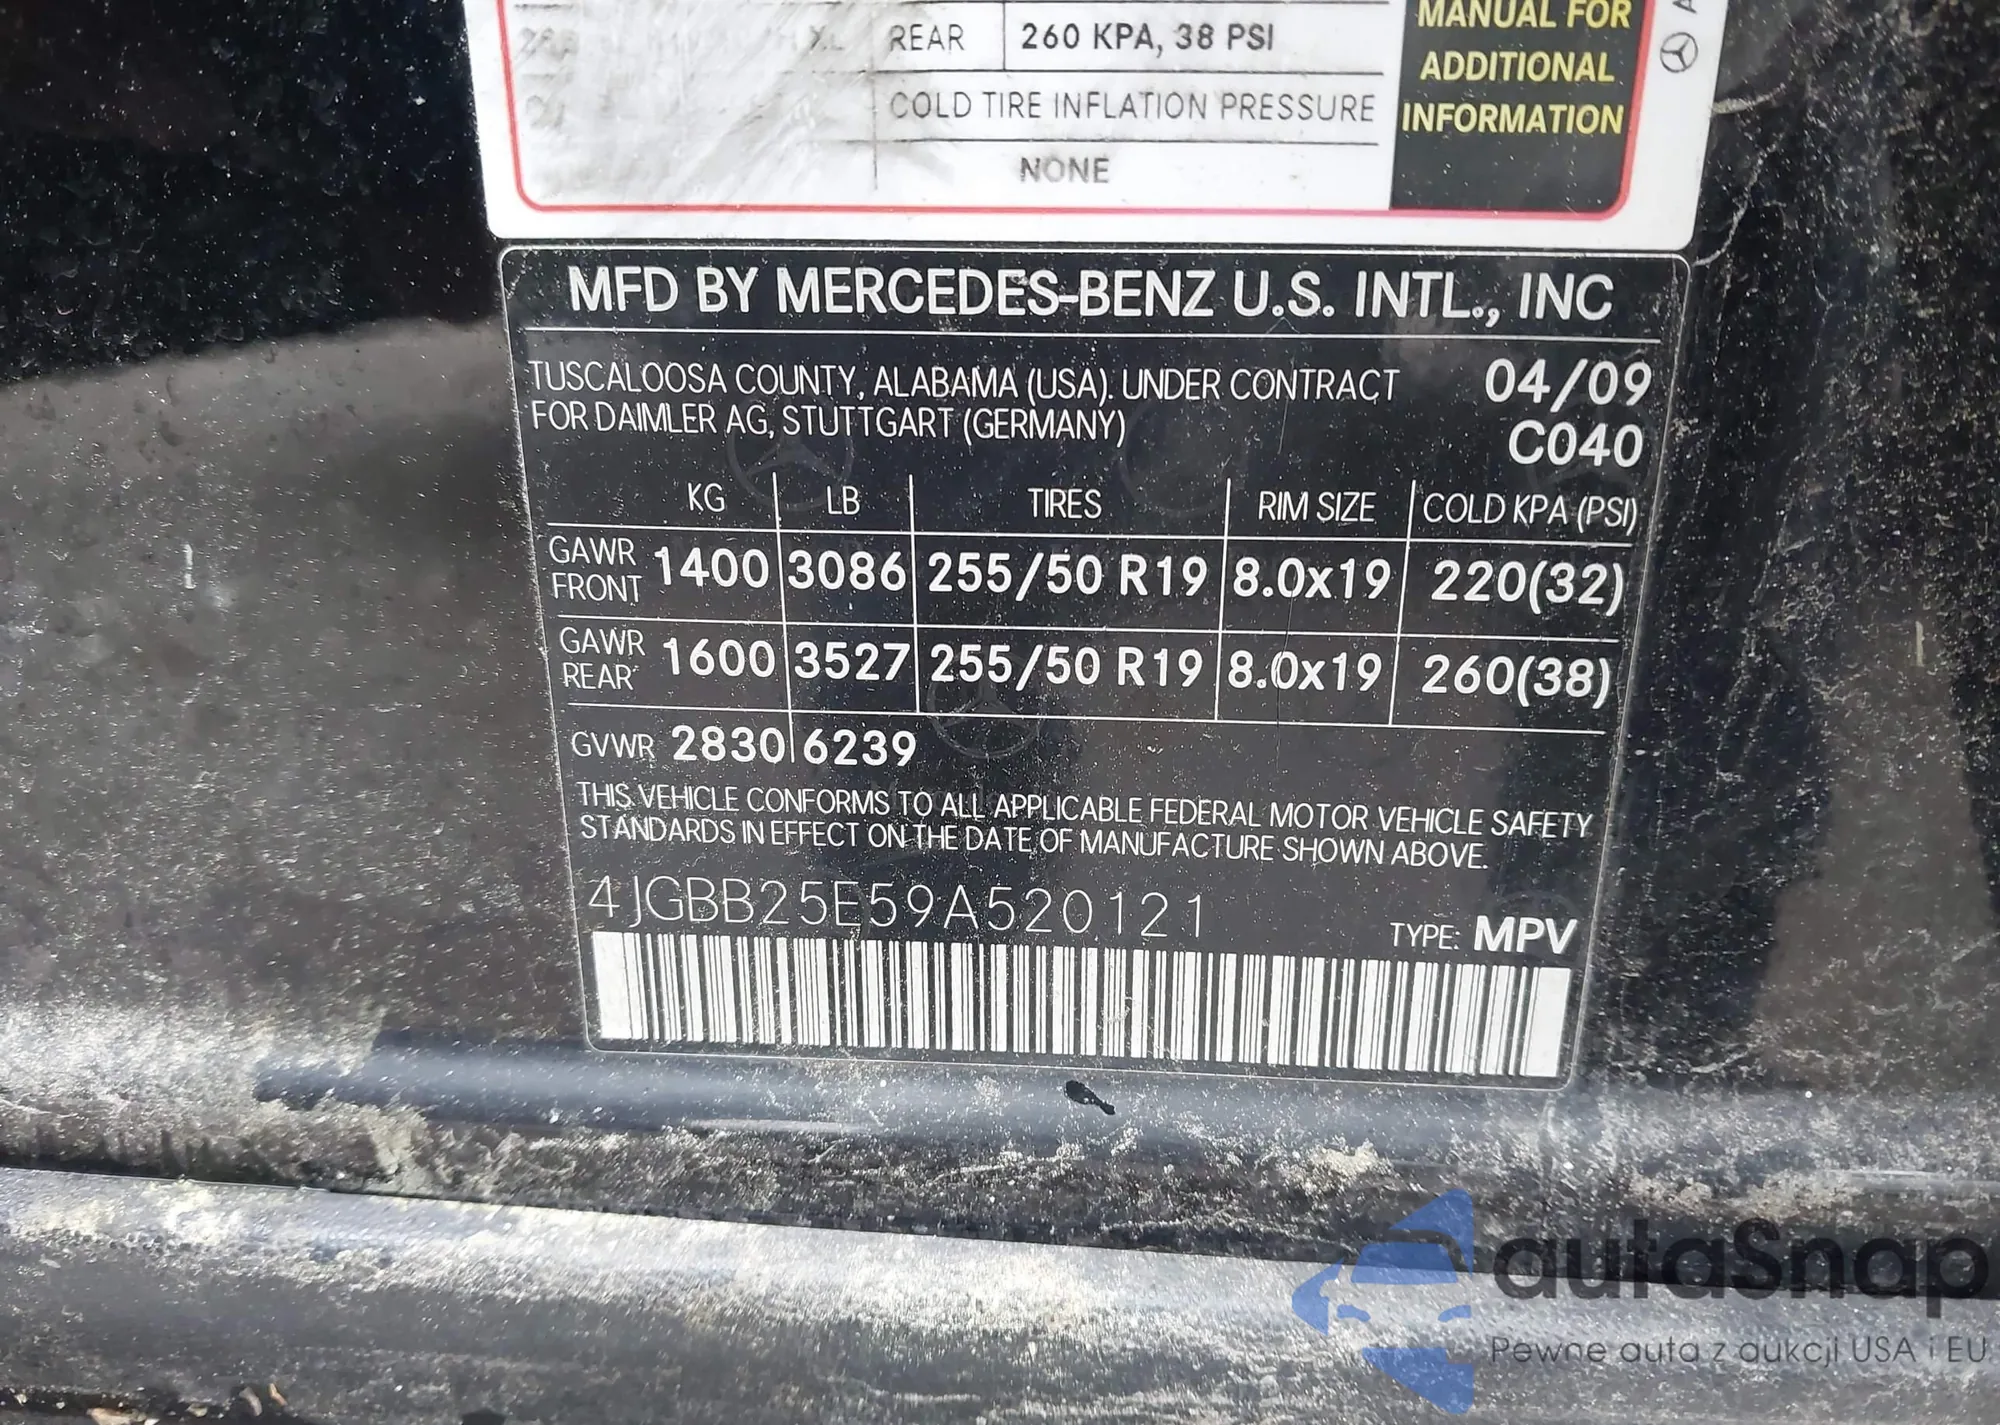 REAR 260 KPA, 38 PSI
COLD TIRE INFLATION PRESSURE
NONE
MANUAL FOR
ADDITIONAL
INFORMATION
MFD BY MERCEDES-BENZ U.S. INTL., INC
TUSCALOOSA COUNTY, ALABAMA (USA). UNDER CONTRACT 04/09
FOR DAIMLER AG, STUTTGART (GERMANY) C040
KG LB TIRES RIM SIZE COLD KPA (PSI)
GAWR FRONT 1400 3086 255/50 R19 8.0x19 220(32)
GAWR REAR 1600 3527 255/50 R19 8.0x19 260(38)
GVWR 2830 6239
THIS VEHICLE CONFORMS TO ALL APPLICABLE FEDERAL MOTOR VEHICLE SAFETY
STANDARDS IN EFFECT ON THE DATE OF MANUFACTURE SHOWN ABOVE.
4JGBB25E59A520121
TYPE: MPV
autaSnap
Pewne auta z aukcji USA i EU